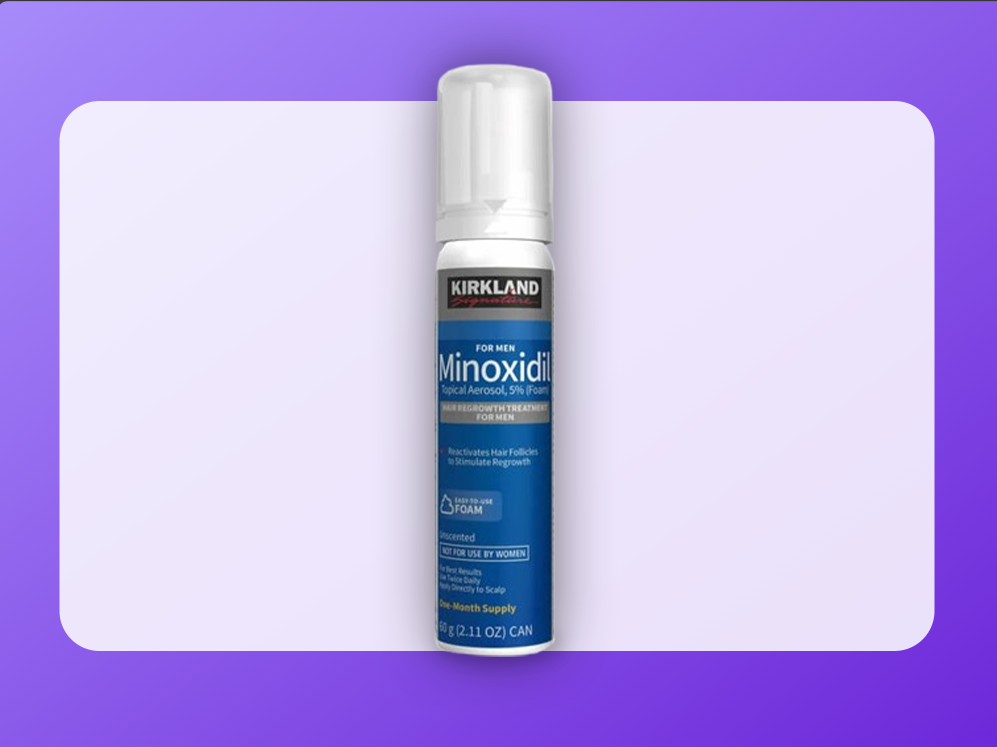 KIRKLAND
Signature
FOR MEN
Minoxidil
Topical Aerosol, 5% (Foam)
HAIR REGROWTH TREATMENT
FOR MEN
Reactivates Hair Follicles
to Stimulate Regrowth
EASY-TO-USE
FOAM
Unscented
NOT FOR USE BY WOMEN
For Best Results
Use Twice Daily
Apply Directly to Scalp
One-Month Supply
60 g (2.11 OZ) CAN